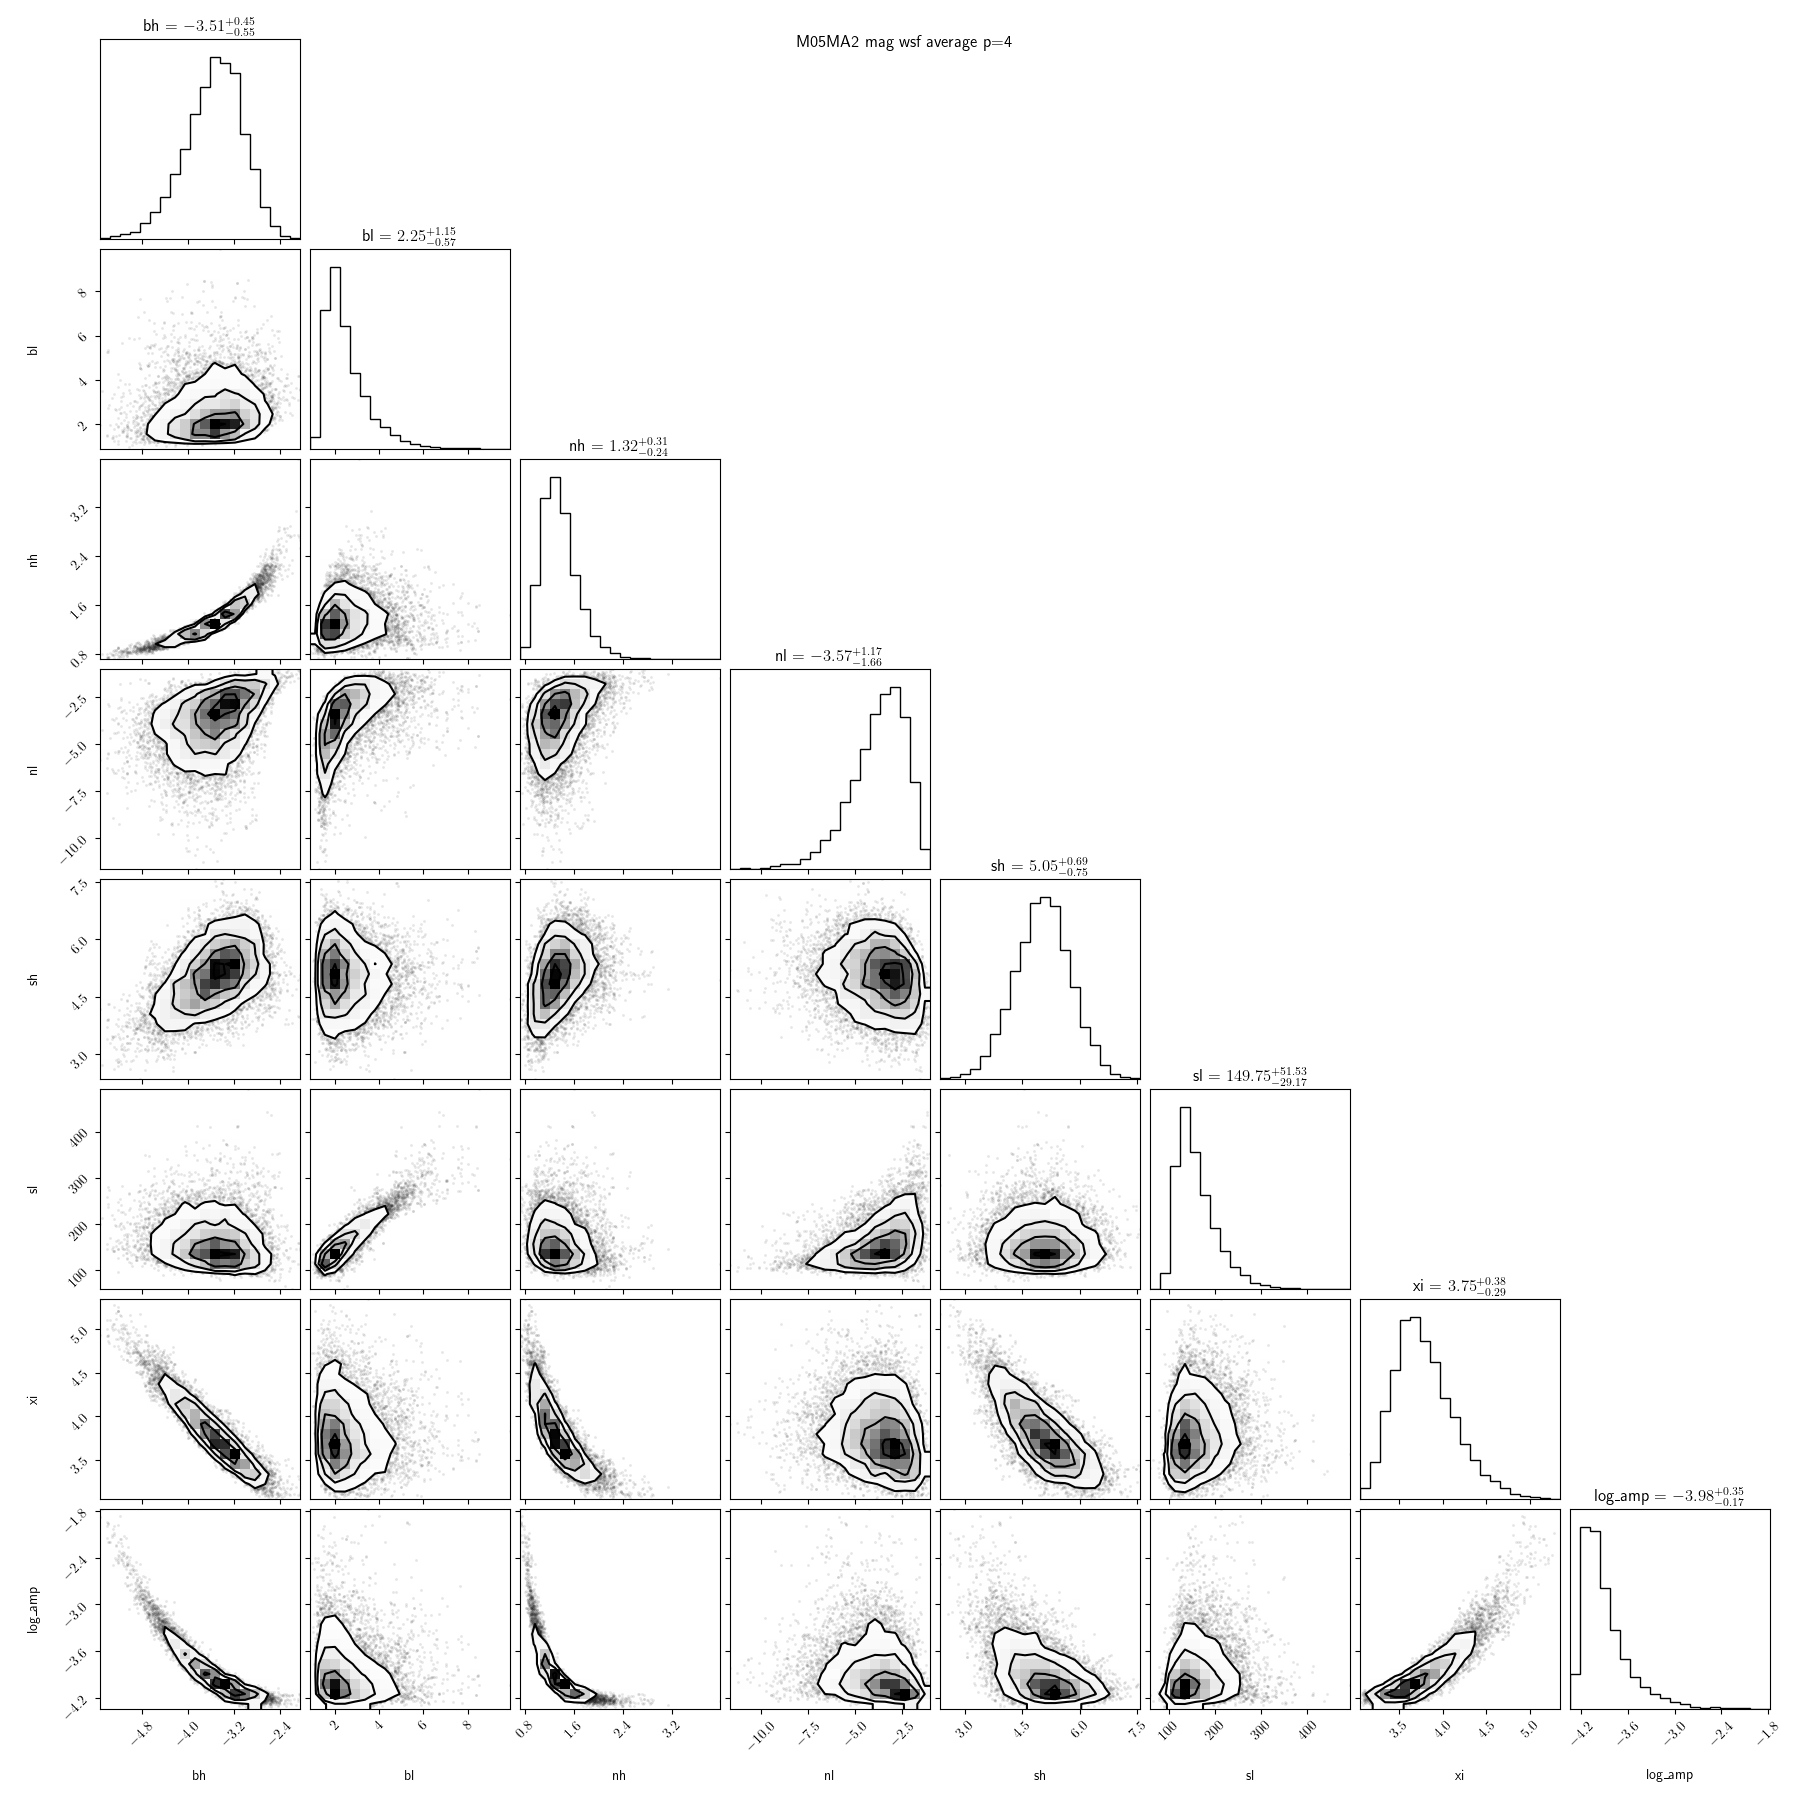 M05MA2 mag wsf average p=4
bh = −3.51 +0.45 −0.55
bl = 2.25 +1.15 −0.57
bl
8
6
4
2
nh = 1.32 +0.31 −0.24
nh
3.2
2.4
1.6
0.8
nl = −3.57 +1.17 −1.66
nl
−2.5
−5.0
−7.5
−10.0
sh = 5.05 +0.69 −0.75
sh
7.5
6.0
4.5
3.0
sl = 149.75 +51.53 −29.17
sl
400
300
200
100
xi = 3.75 +0.38 −0.29
xi
5.0
4.5
4.0
3.5
log_amp = −3.98 +0.35 −0.17
log_amp
−1.8
−2.4
−3.0
−3.6
−4.2
−4.8 −4.0 −3.2 −2.4
2 4 6 8
0.8 1.6 2.4 3.2
−10.0 −7.5 −5.0 −2.5
3.0 4.5 6.0 7.5
100 200 300 400
3.5 4.0 4.5 5.0
−4.2 −3.6 −3.0 −2.4 −1.8
bh bl nh nl sh sl xi log_amp